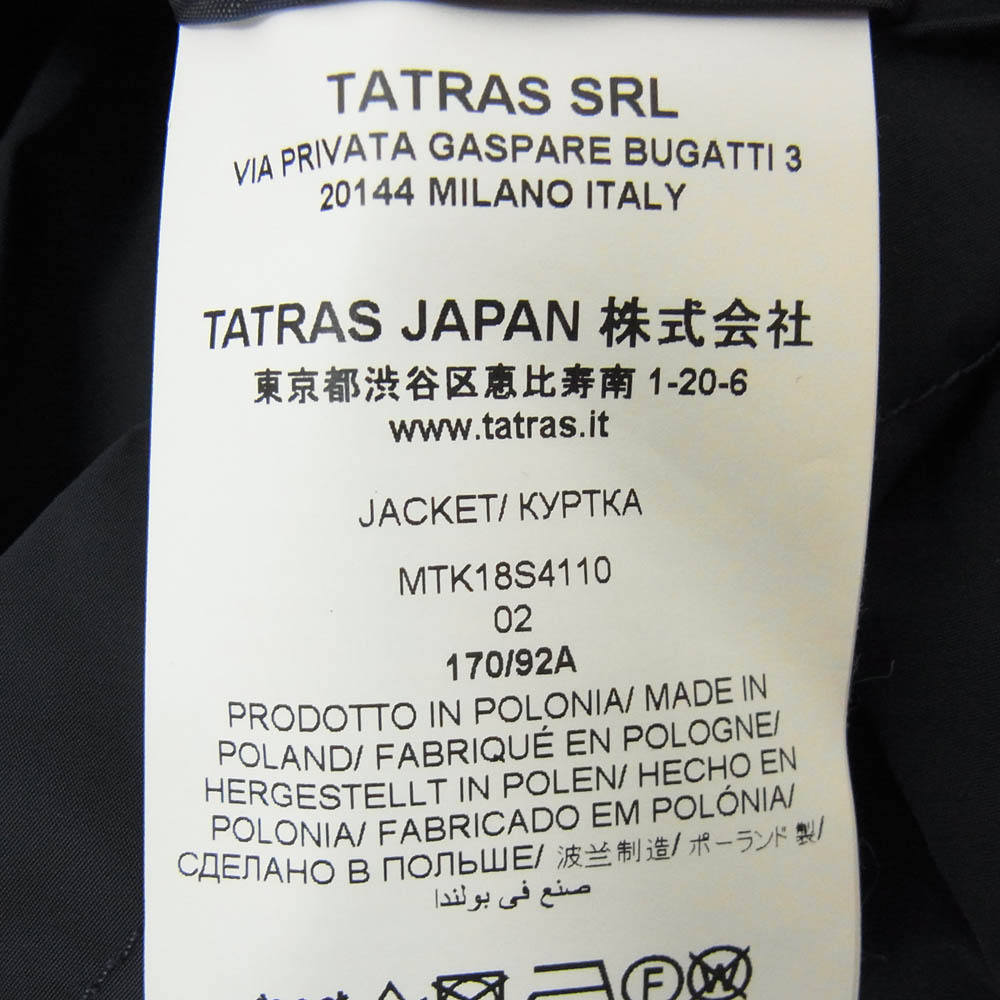 TATRAS SRL
VIA PRIVATA GASPARE BUGATTI 3
20144 MILANO ITALY
TATRAS JAPAN 株式会社
東京都渋谷区恵比寿南 1-20-6
www.tatras.it
JACKET/ КУРТКА
MTK18S4110
02
170/92A
PRODOTTO IN POLONIA/ MADE IN
POLAND/ FABRIQUÉ EN POLOGNE/
HERGESTELLT IN POLEN/ HECHO EN
POLONIA/ FABRICADO EM POLÓNIA/
СДЕЛАНО В ПОЛЬШЕ/ 波兰制造/ ポーランド製/
صنع في بولندا
F W